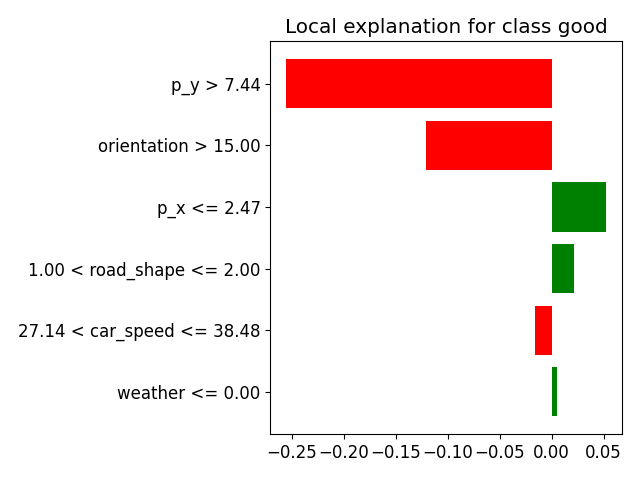 Local explanation for class good
p_y > 7.44
orientation > 15.00
p_x <= 2.47
1.00 < road_shape <= 2.00
27.14 < car_speed <= 38.48
weather <= 0.00
−0.25 −0.20 −0.15 −0.10 −0.05 0.00 0.05